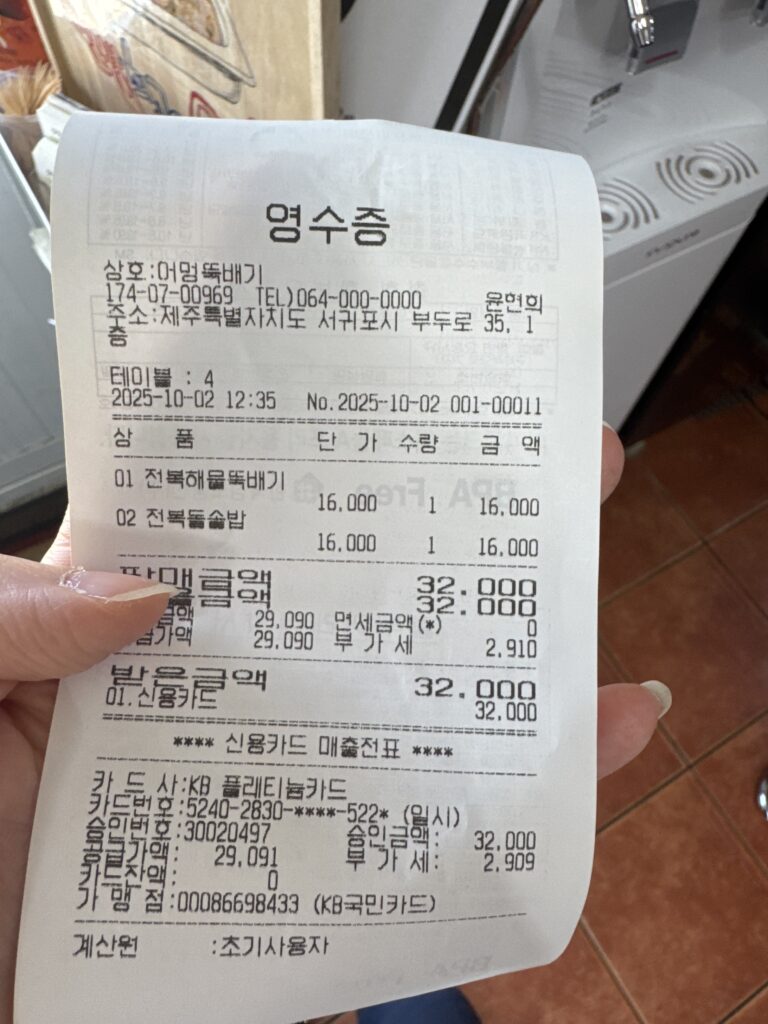 영수증
상호:어멍뚝배기
174-07-00969 TEL)064-000-0000 윤현희
주소:제주특별자치도 서귀포시 부두로 35, 1
층
테이블 : 4
2025-10-02 12:35 No.2025-10-02 001-00011
상 품 단 가 수량 금 액
01 전복해물뚝배기
16,000 1 16,000
02 전복돌솥밥
16,000 1 16,000
판매금액 32.000
금액 32.000
29,090 면세금액(*) 0
29,090 부 가 세 2,910
받은금액 32.000
01.신용카드 32,000
**** 신용카드 매출전표 ****
카 드 사:KB 플레티늄카드
카드번호:5240-2830-****-522* (일시)
승인번호:30020497 승인금액: 32,000
공급가액: 29,091 부 가 세: 2,909
카드잔액: 0
가 맹 점:00086698433 (KB국민카드)
계산원 :초기사용자
BPA Free